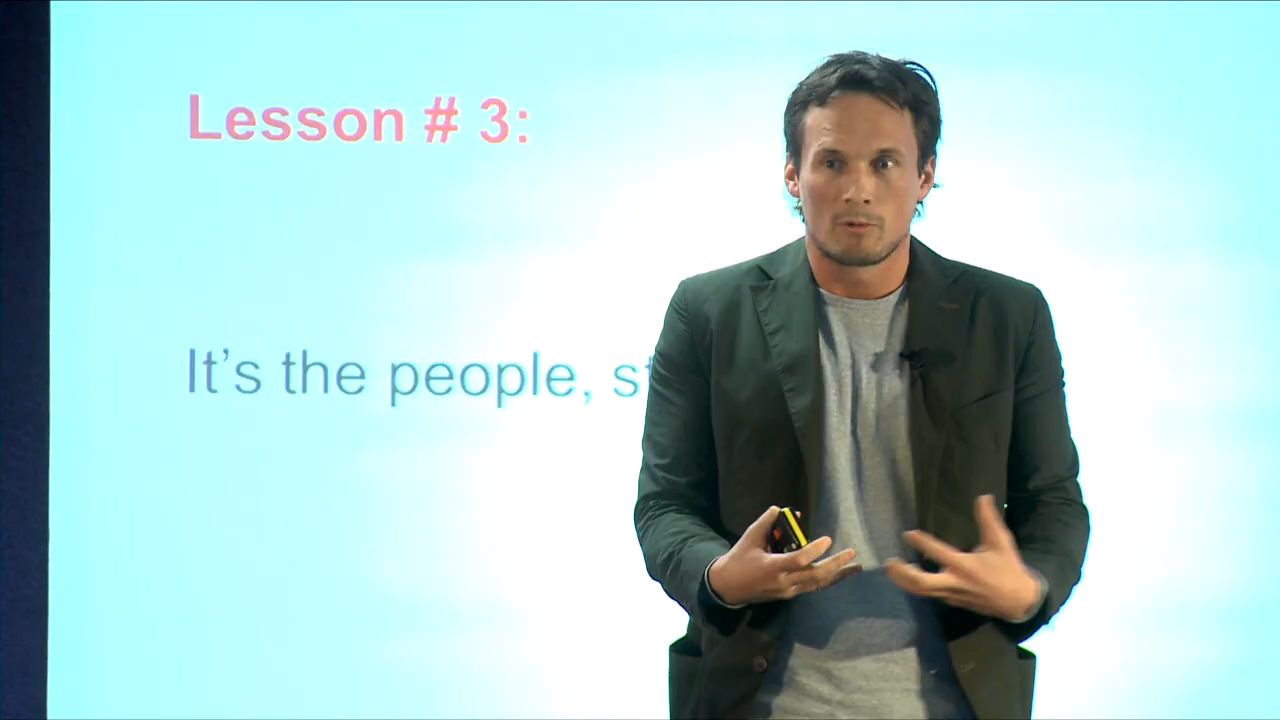 Lesson # 3:
It’s the people,